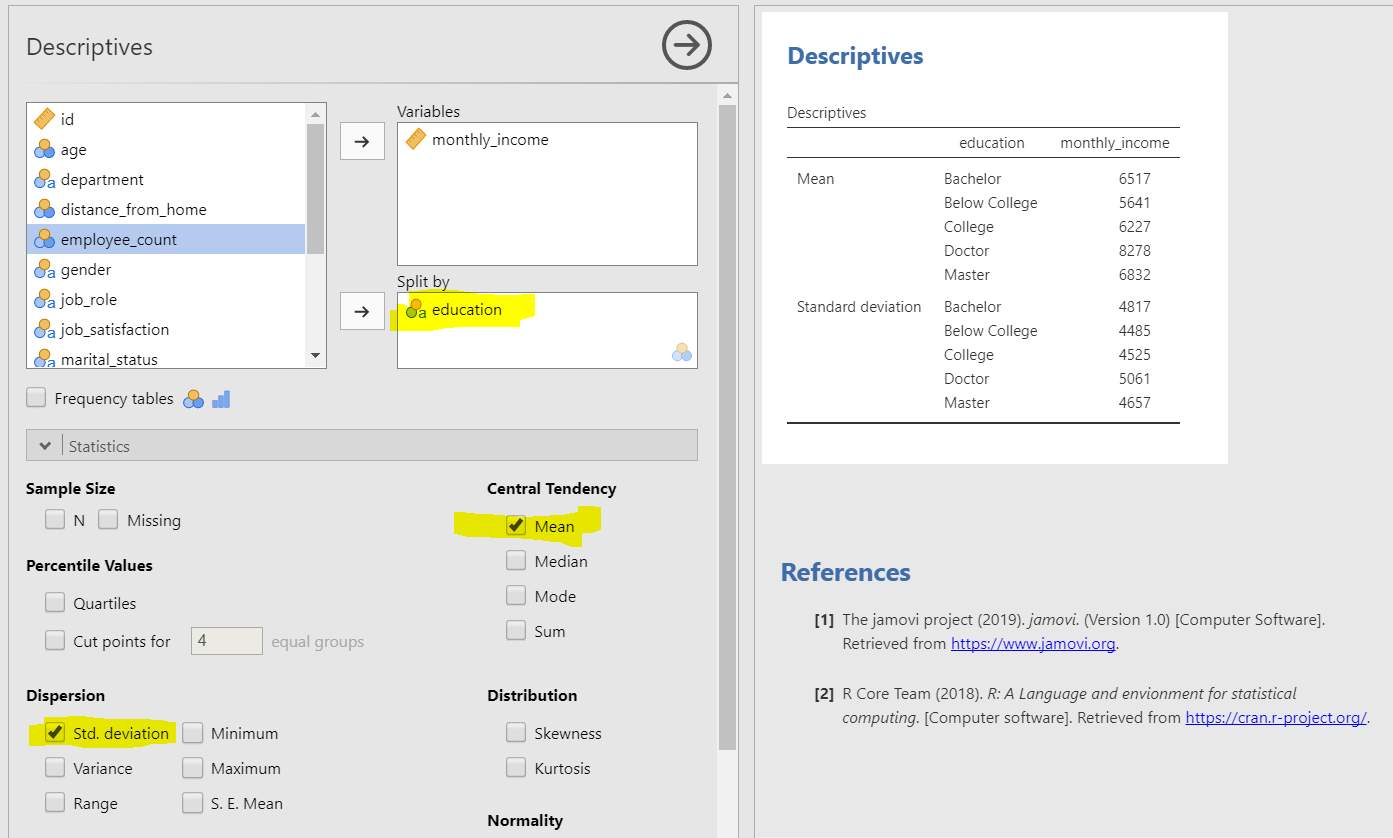 Descriptives
id
age
department
distance_from_home
employee_count
gender
job_role
job_satisfaction
marital_status
Variables
monthly_income
Split by
education
Frequency tables
Statistics
Sample Size
N Missing
Percentile Values
Quartiles
Cut points for 4 equal groups
Dispersion
Std. deviation Minimum
Variance Maximum
Range S. E. Mean
Central Tendency
Mean
Median
Mode
Sum
Distribution
Skewness
Kurtosis
Normality
Descriptives
Descriptives
education monthly_income
Mean Bachelor 6517
Below College 5641
College 6227
Doctor 8278
Master 6832
Standard deviation Bachelor 4817
Below College 4485
College 4525
Doctor 5061
Master 4657
References
[1] The jamovi project (2019). jamovi. (Version 1.0) [Computer Software].
Retrieved from https://www.jamovi.org.
[2] R Core Team (2018). R: A Language and envionment for statistical
computing. [Computer software]. Retrieved from https://cran.r-project.org/.